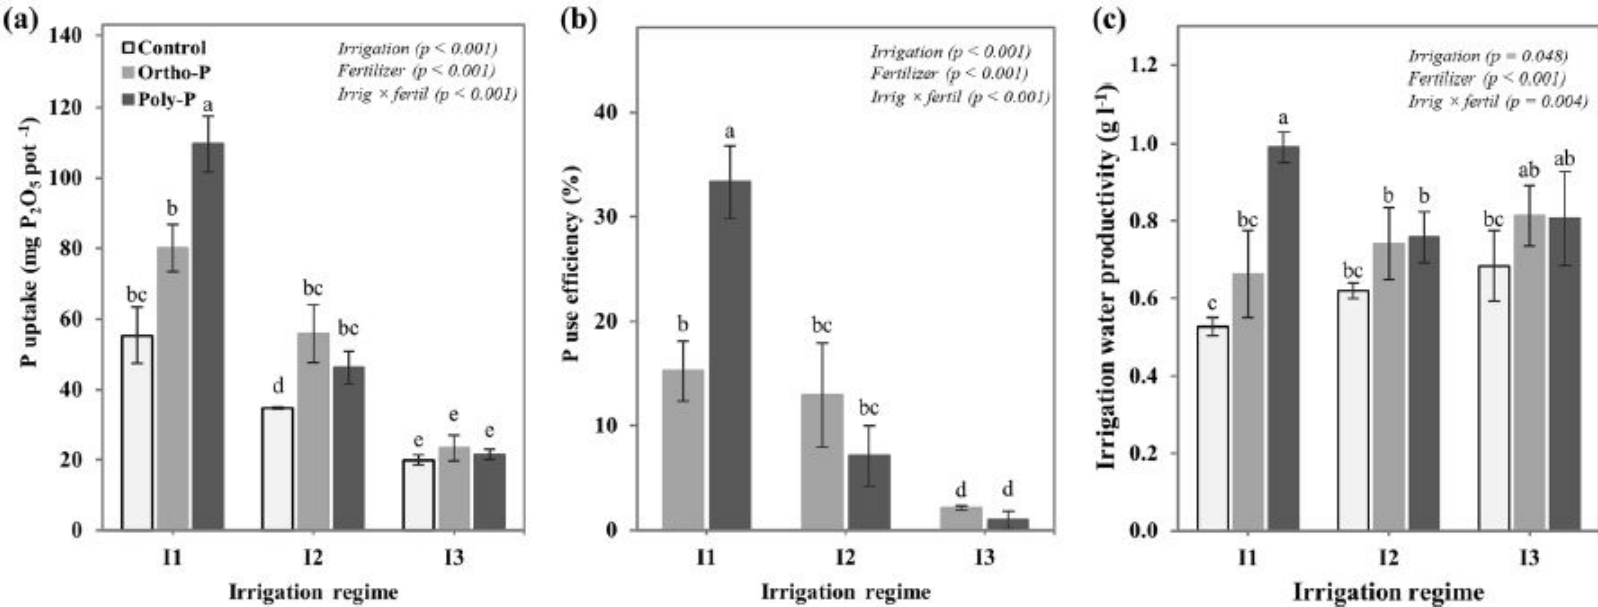 (a)
140
120
100
80
60
40
20
0
P uptake (mg P₂O₅ pot ⁻¹)
Control
Ortho-P
Poly-P
Irrigation (p < 0.001)
Fertilizer (p < 0.001)
Irrig × fertil (p < 0.001)
bc
b
a
d
bc
bc
e
e
e
I1 I2 I3
Irrigation regime
(b)
40
30
20
10
0
P use efficiency (%)
Irrigation (p < 0.001)
Fertilizer (p < 0.001)
Irrig × fertil (p < 0.001)
b
a
bc
bc
d
d
I1 I2 I3
Irrigation regime
(c)
1.2
1.0
0.8
0.6
0.4
0.2
0.0
Irrigation water productivity (g l⁻¹)
Irrigation (p = 0.048)
Fertilizer (p < 0.001)
Irrig × fertil (p = 0.004)
c
bc
a
bc
b
b
bc
ab
ab
I1 I2 I3
Irrigation regime